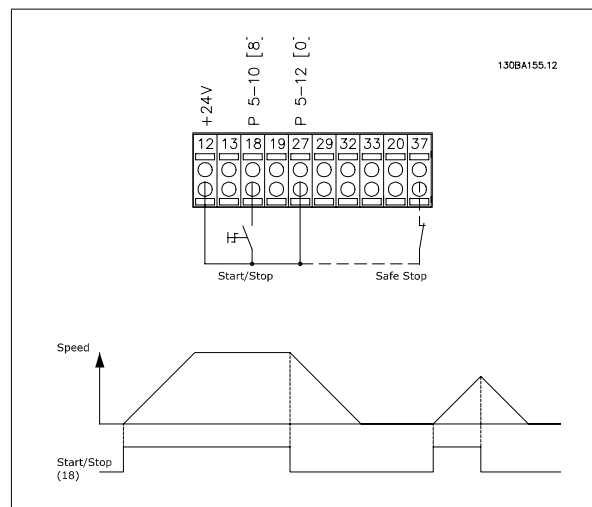 130BA155.12
+24V
P 5-10 [8]
P 5-12 [0]
12 13 18 19 27 29 32 33 20 37
Start/Stop
Safe Stop
Speed
Start/Stop
(18)